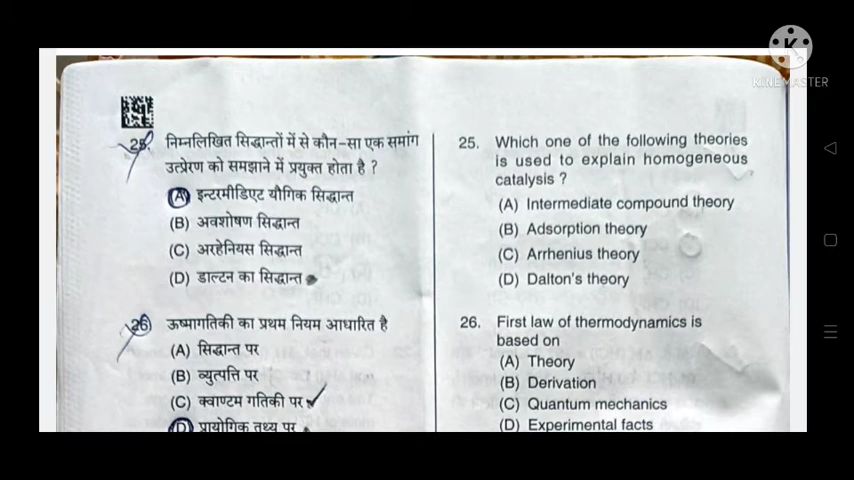 KINEMASTER
25. निम्नलिखित सिद्धान्तों में से कौन-सा एक समांग
उत्प्रेरण को समझाने में प्रयुक्त होता है ?
(A) इन्टरमीडिएट यौगिक सिद्धान्त
(B) अवशोषण सिद्धान्त
(C) अरहेनियस सिद्धान्त
(D) डाल्टन का सिद्धान्त
26. ऊष्मागतिकी का प्रथम नियम आधारित है
(A) सिद्धान्त पर
(B) व्युत्पत्ति पर
(C) क्वाण्टम गतिकी पर
(D) प्रायोगिक तथ्य पर
25. Which one of the following theories
is used to explain homogeneous
catalysis ?
(A) Intermediate compound theory
(B) Adsorption theory
(C) Arrhenius theory
(D) Dalton's theory
26. First law of thermodynamics is
based on
(A) Theory
(B) Derivation
(C) Quantum mechanics
(D) Experimental facts